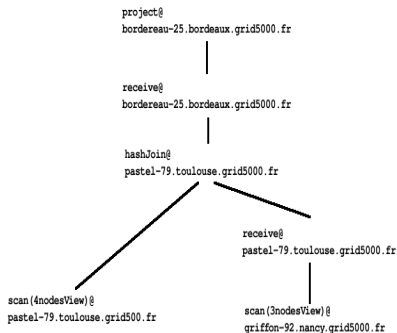 project@
bordereau-25.bordeaux.grid5000.fr
receive@
bordereau-25.bordeaux.grid5000.fr
hashJoin@
pastel-79.toulouse.grid5000.fr
receive@
pastel-79.toulouse.grid5000.fr
scan(4nodesView)@
pastel-79.toulouse.grid500.fr
scan(3nodesView)@
griffon-92.nancy.grid5000.fr